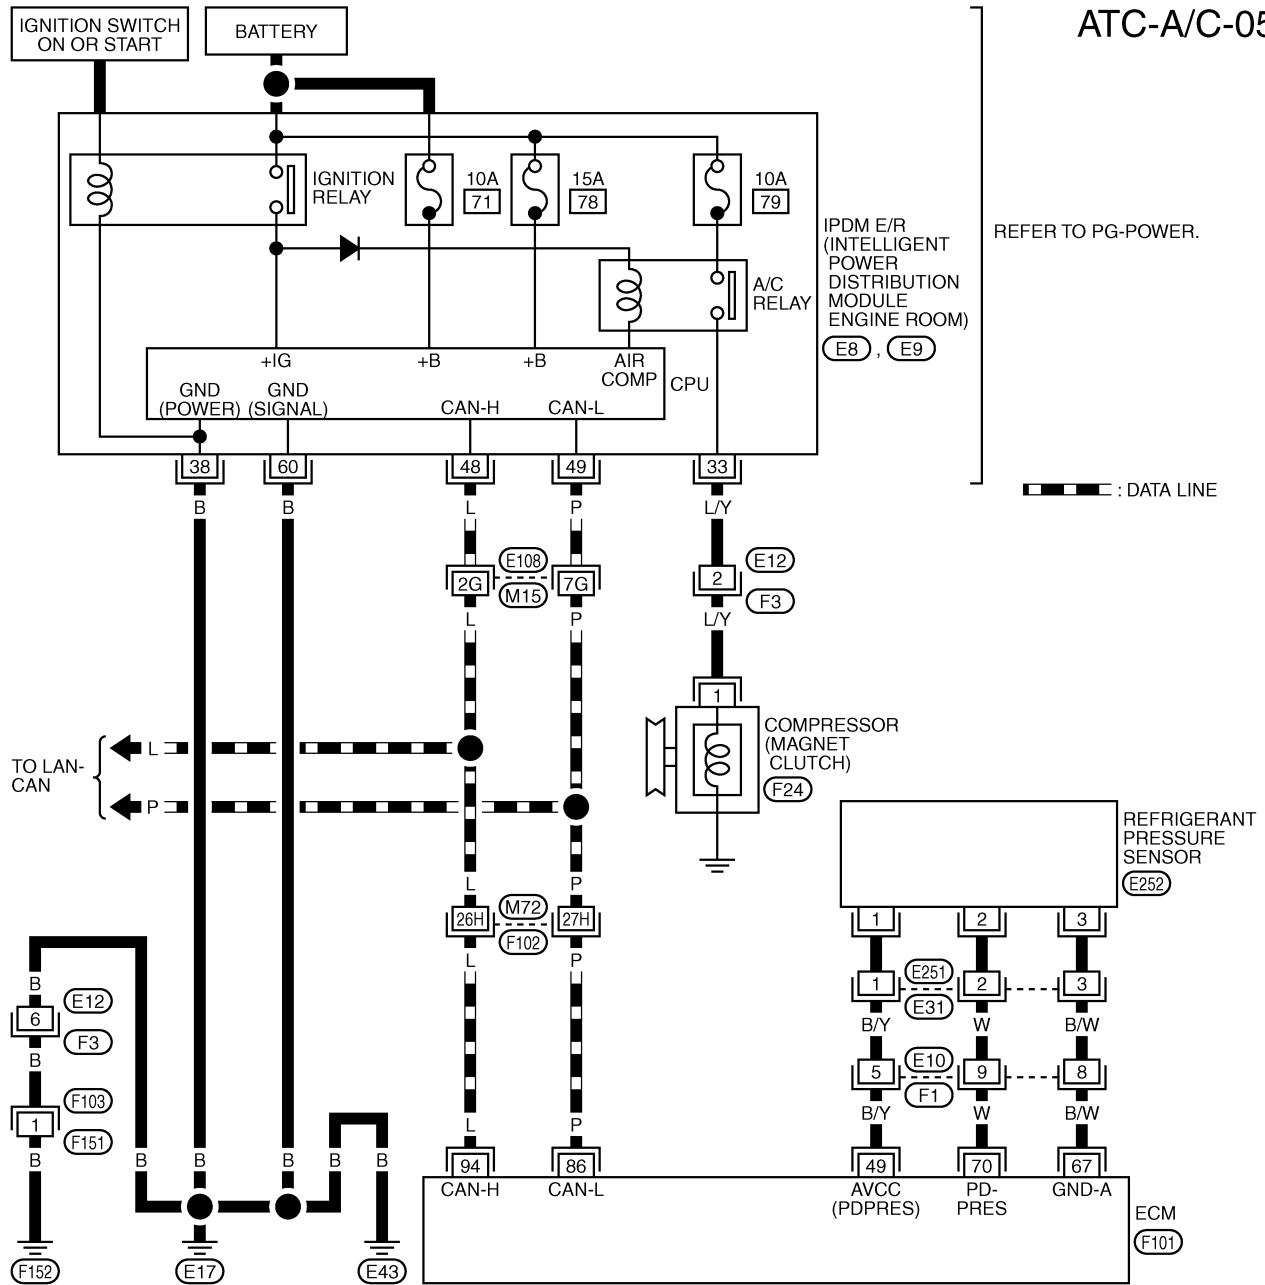 IGNITION SWITCH
ON OR START
BATTERY
ATC-A/C-05
IGNITION
RELAY
10A
71
15A
78
10A
79
IPDM E/R
(INTELLIGENT
POWER
DISTRIBUTION
MODULE
ENGINE ROOM)
E8 , E9
REFER TO PG-POWER.
A/C
RELAY
+IG
+B
+B
AIR
COMP
CPU
GND
(POWER)
GND
(SIGNAL)
CAN-H
CAN-L
38
60
48
49
33
: DATA LINE
B
B
L
P
L/Y
E108
M15
2G
7G
E12
2
F3
L
P
L/Y
1
COMPRESSOR
(MAGNET
CLUTCH)
F24
TO LAN-
CAN
L
P
REFRIGERANT
PRESSURE
SENSOR
E252
L
P
M72
26H
27H
F102
L
P
1
2
3
E251
1
2
3
E31
B/Y
W
B/W
E10
5
9
8
F1
B/Y
W
B/W
B
E12
6
F3
B
F103
1
F151
B
B
B
B
B
B
L
P
94
86
49
70
67
CAN-H
CAN-L
AVCC
(PDPRES)
PD-
PRES
GND-A
ECM
F101
F152
E17
E43